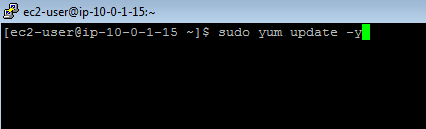 ec2-user@ip-10-0-1-15:~
[ec2-user@ip-10-0-1-15 ~]$ sudo yum update -y